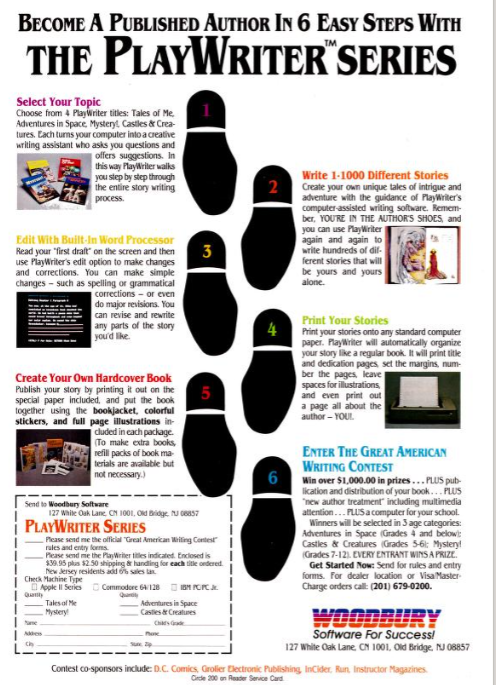 BECOME A PUBLISHED AUTHOR IN 6 EASY STEPS WITH
THE PLAYWRITER™ SERIES
1
Select Your Topic
Choose from 4 PlayWriter titles: Tales of Me,
Adventures in Space, Mystery!, Castles & Crea-
tures. Each turns your computer into a creative
writing assistant who asks you questions and
offers suggestions. In
this way PlayWriter walks
you step by step through
the entire story writing
process.
2
Write 1-1000 Different Stories
Create your own unique tales of intrigue and
adventure with the guidance of PlayWriter's
computer-assisted writing software. Remem-
ber, YOU'RE IN THE AUTHOR'S SHOES, and
you can use PlayWriter
again and again to
write hundreds of dif-
ferent stories that will
be yours and yours
alone.
3
Edit With Built-In Word Processor
Read your "first draft" on the screen and then
use PlayWriter's edit option to make changes
and corrections. You can make simple
changes – such as spelling or grammatical
corrections – or even
do major revisions. You
can revise and rewrite
any parts of the story
you'd like.
4
Print Your Stories
Print your stories onto any standard computer
paper. PlayWriter will automatically organize
your story like a regular book. It will print title
and dedication pages, set the margins, num-
ber the pages, leave
spaces for illustrations,
and even print out
a page all about the
author – YOU!.
5
Create Your Own Hardcover Book
Publish your story by printing it out on the
special paper included, and put the book
together using the bookjacket, colorful
stickers, and full page illustrations in-
cluded in each package.
(To make extra books,
refill packs of book ma-
terials are available but
not necessary.)
6
ENTER THE GREAT AMERICAN
WRITING CONTEST
Win over $1,000.00 in prizes . . . PLUS pub-
lication and distribution of your book . . . PLUS
"new author treatment" including multimedia
attention . . . PLUS a computer for your school.
Winners will be selected in 3 age categories:
Adventures in Space (Grades 4 and below);
Castles & Creatures (Grades 5-6); Mystery!
(Grades 7-12). EVERY ENTRANT WINS A PRIZE.
Get Started Now: Send for rules and entry
forms. For dealer location or Visa/Master-
Charge orders call: (201) 679-0200.
Send to Woodbury Software
127 White Oak Lane, CN 1001, Old Bridge, NJ 08857
PLAYWRITER SERIES
Please send me the official "Great American Writing Contest"
rules and entry forms.
Please send me the PlayWriter titles indicated. Enclosed is
$39.95 plus $2.50 shipping & handling for each title ordered.
New Jersey residents add 6% sales tax.
Check Machine Type
Apple II Series Commodore 64/128 IBM PC/PC Jr.
Quantity Quantity
Tales of Me Adventures in Space
Mystery! Castles & Creatures
Name Child's Grade
Address Phone
City State Zip
WOODBURY
Software For Success!
127 White Oak Lane, CN 1001, Old Bridge, NJ 08857
Contest co-sponsors include: D.C. Comics, Grolier Electronic Publishing, InCider, Run, Instructor Magazines.
Circle 200 on Reader Service Card.